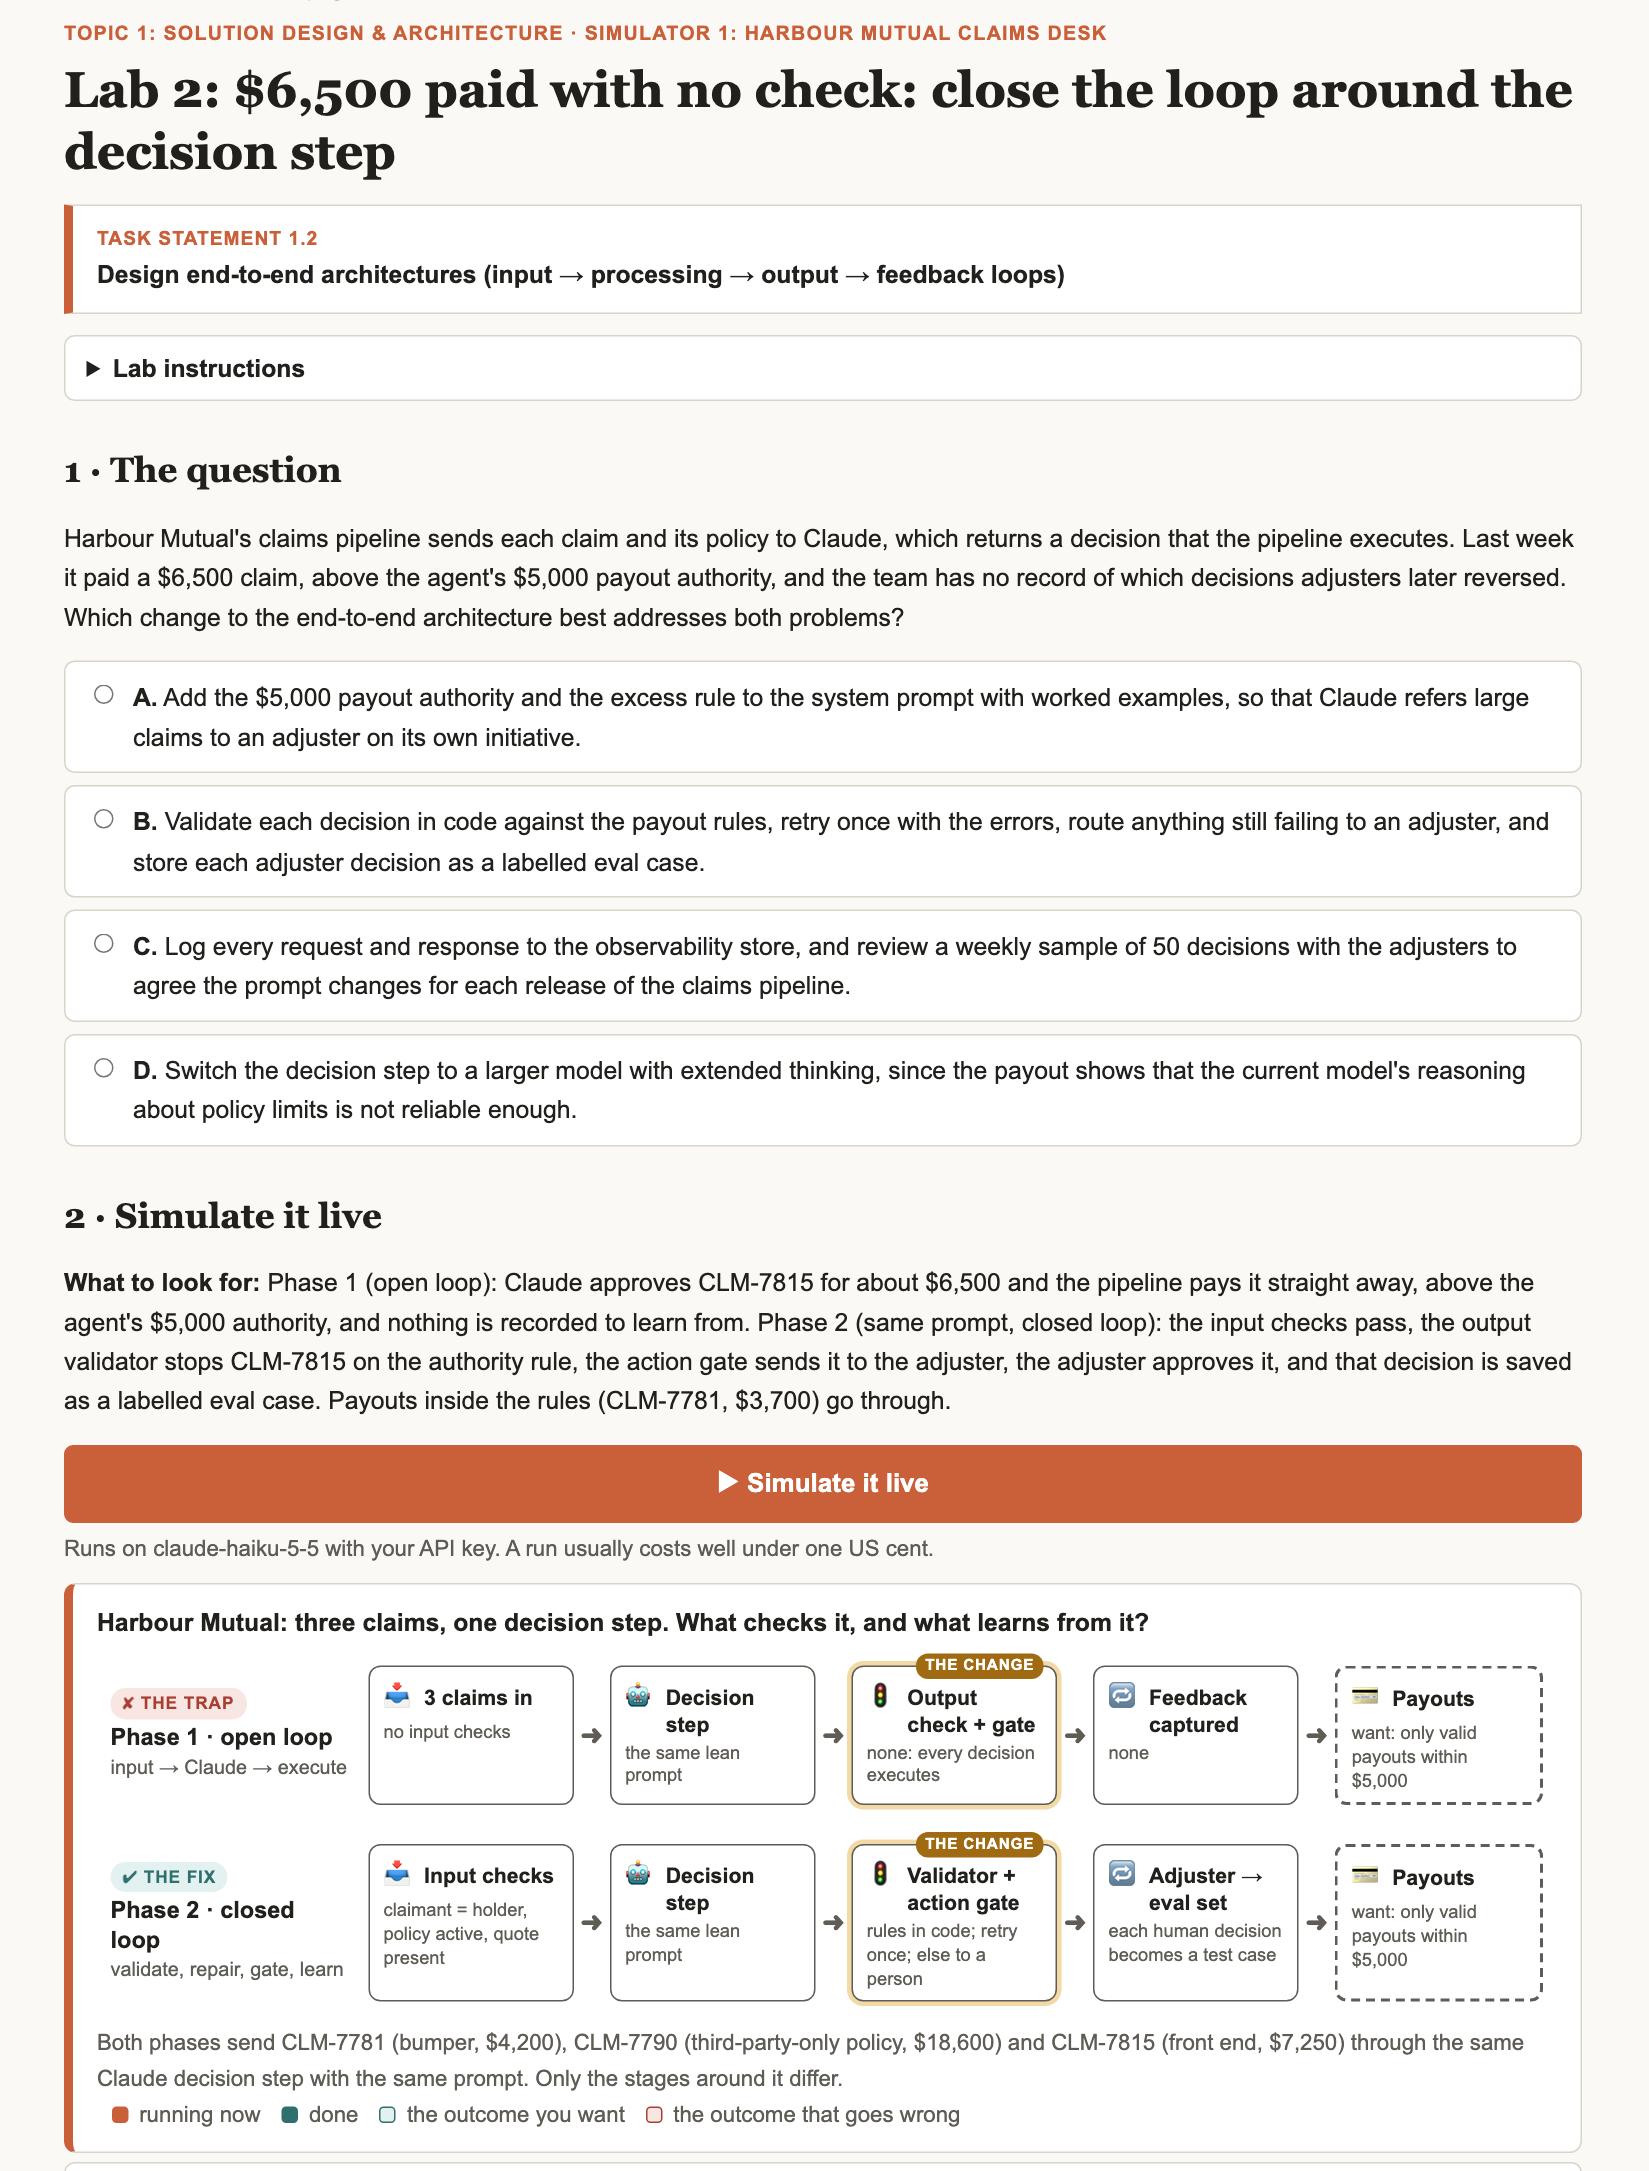 TOPIC 1: SOLUTION DESIGN & ARCHITECTURE · SIMULATOR 1: HARBOUR MUTUAL CLAIMS DESK
Lab 2: $6,500 paid with no check: close the loop around the
decision step
TASK STATEMENT 1.2
Design end-to-end architectures (input → processing → output → feedback loops)
▶ Lab instructions
1 · The question
Harbour Mutual's claims pipeline sends each claim and its policy to Claude, which returns a decision that the pipeline executes. Last week
it paid a $6,500 claim, above the agent's $5,000 payout authority, and the team has no record of which decisions adjusters later reversed.
Which change to the end-to-end architecture best addresses both problems?
A. Add the $5,000 payout authority and the excess rule to the system prompt with worked examples, so that Claude refers large
claims to an adjuster on its own initiative.
B. Validate each decision in code against the payout rules, retry once with the errors, route anything still failing to an adjuster, and
store each adjuster decision as a labelled eval case.
C. Log every request and response to the observability store, and review a weekly sample of 50 decisions with the adjusters to
agree the prompt changes for each release of the claims pipeline.
D. Switch the decision step to a larger model with extended thinking, since the payout shows that the current model's reasoning
about policy limits is not reliable enough.
2 · Simulate it live
What to look for: Phase 1 (open loop): Claude approves CLM-7815 for about $6,500 and the pipeline pays it straight away, above the
agent's $5,000 authority, and nothing is recorded to learn from. Phase 2 (same prompt, closed loop): the input checks pass, the output
validator stops CLM-7815 on the authority rule, the action gate sends it to the adjuster, the adjuster approves it, and that decision is saved
as a labelled eval case. Payouts inside the rules (CLM-7781, $3,700) go through.
▶ Simulate it live
Runs on claude-haiku-5-5 with your API key. A run usually costs well under one US cent.
Harbour Mutual: three claims, one decision step. What checks it, and what learns from it?
✘ THE TRAP
Phase 1 · open loop
input → Claude → execute
3 claims in
no input checks
➜
Decision
step
the same lean
prompt
➜
THE CHANGE
Output
check + gate
none: every decision
executes
➜
Feedback
captured
none
➜
Payouts
want: only valid
payouts within
$5,000
✔ THE FIX
Phase 2 · closed
loop
validate, repair, gate, learn
Input checks
claimant = holder,
policy active, quote
present
➜
Decision
step
the same lean
prompt
➜
THE CHANGE
Validator +
action gate
rules in code; retry
once; else to a
person
➜
Adjuster →
eval set
each human decision
becomes a test case
➜
Payouts
want: only valid
payouts within
$5,000
Both phases send CLM-7781 (bumper, $4,200), CLM-7790 (third-party-only policy, $18,600) and CLM-7815 (front end, $7,250) through the same
Claude decision step with the same prompt. Only the stages around it differ.
running now done the outcome you want the outcome that goes wrong